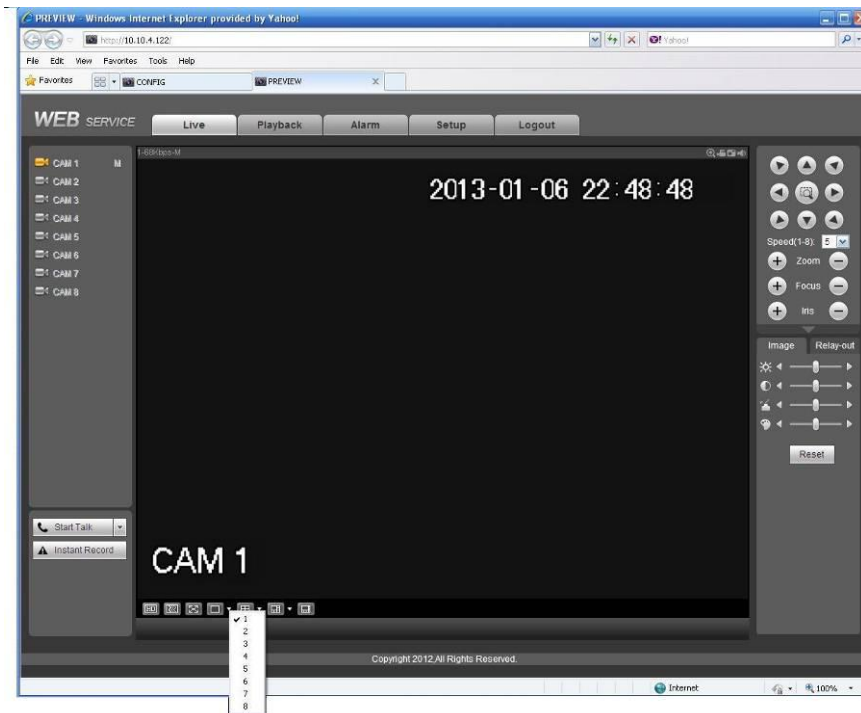 PREVIEW - Windows Internet Explorer provided by Yahoo!
http://10.10.4.122/
Yahoo!
File Edit View Favorites Tools Help
Favorites CONFIG PREVIEW
WEB SERVICE Live Playback Alarm Setup Logout
CAM 1 M
CAM 2
CAM 3
CAM 4
CAM 5
CAM 6
CAM 7
CAM 8
2013-01-06 22:48:48
Speed(1-8): 5
Zoom
Focus
Iris
Image Relay-out
Reset
Start Talk
Instant Record
CAM 1
1
2
3
4
5
6
7
8
Copyright 2012,All Rights Reserved.
Internet 100%